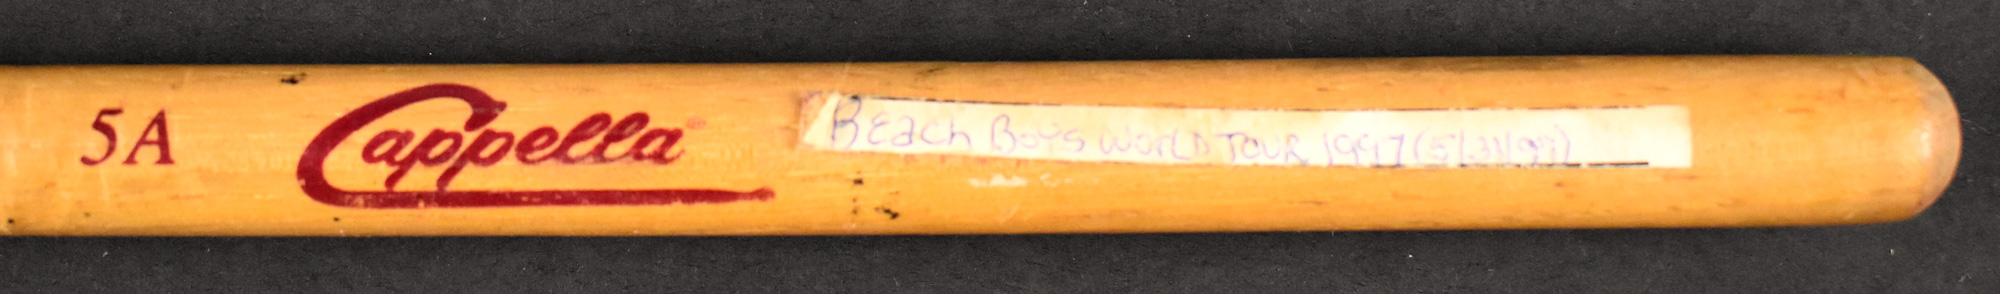 5A Cappella
Beach Boys WORLD TOUR 1997 (5/31/97)